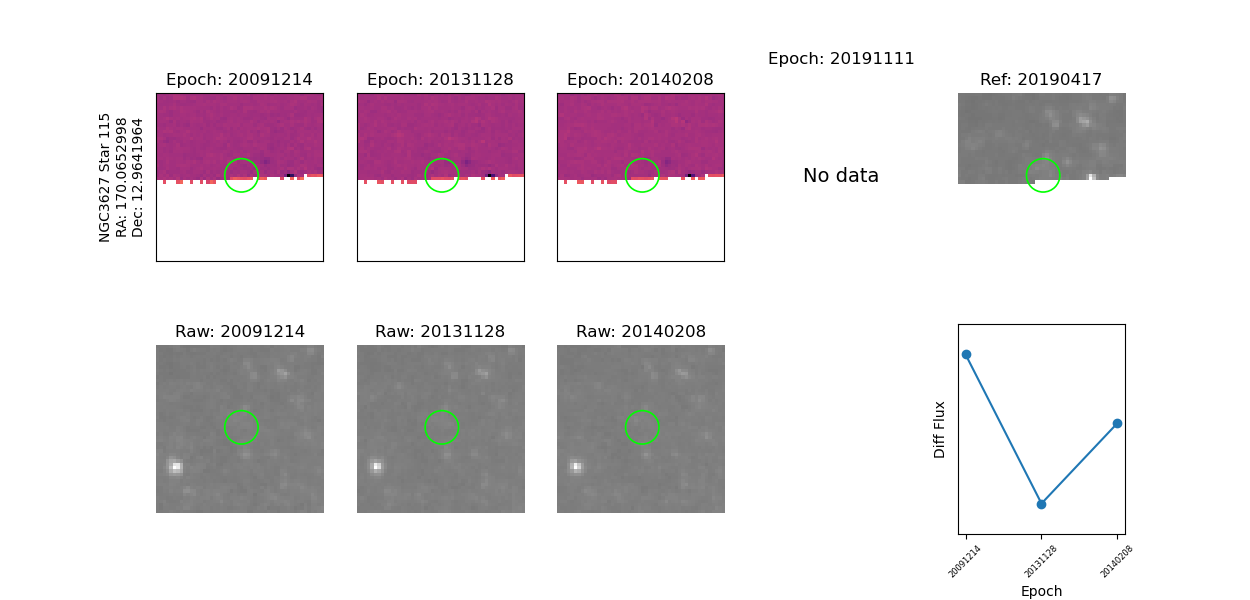 Epoch: 20191111
Epoch: 20091214
Epoch: 20131128
Epoch: 20140208
Ref: 20190417
NGC3627 Star 115
RA: 170.0652998
Dec: 12.9641964
No data
Raw: 20091214
Raw: 20131128
Raw: 20140208
Diff Flux
20091214
20131128
20140208
Epoch